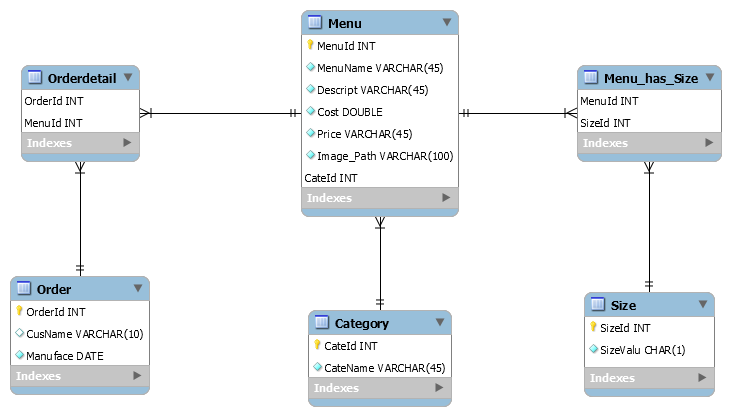 Menu
MenuId INT
MenuName VARCHAR(45)
Descript VARCHAR(45)
Cost DOUBLE
Price VARCHAR(45)
Image_Path VARCHAR(100)
CateId INT
Indexes
Orderdetail
OrderId INT
MenuId INT
Indexes
Menu_has_Size
MenuId INT
SizeId INT
Indexes
Order
OrderId INT
CusName VARCHAR(10)
Manuface DATE
Indexes
Category
CateId INT
CateName VARCHAR(45)
Indexes
Size
SizeId INT
SizeValu CHAR(1)
Indexes